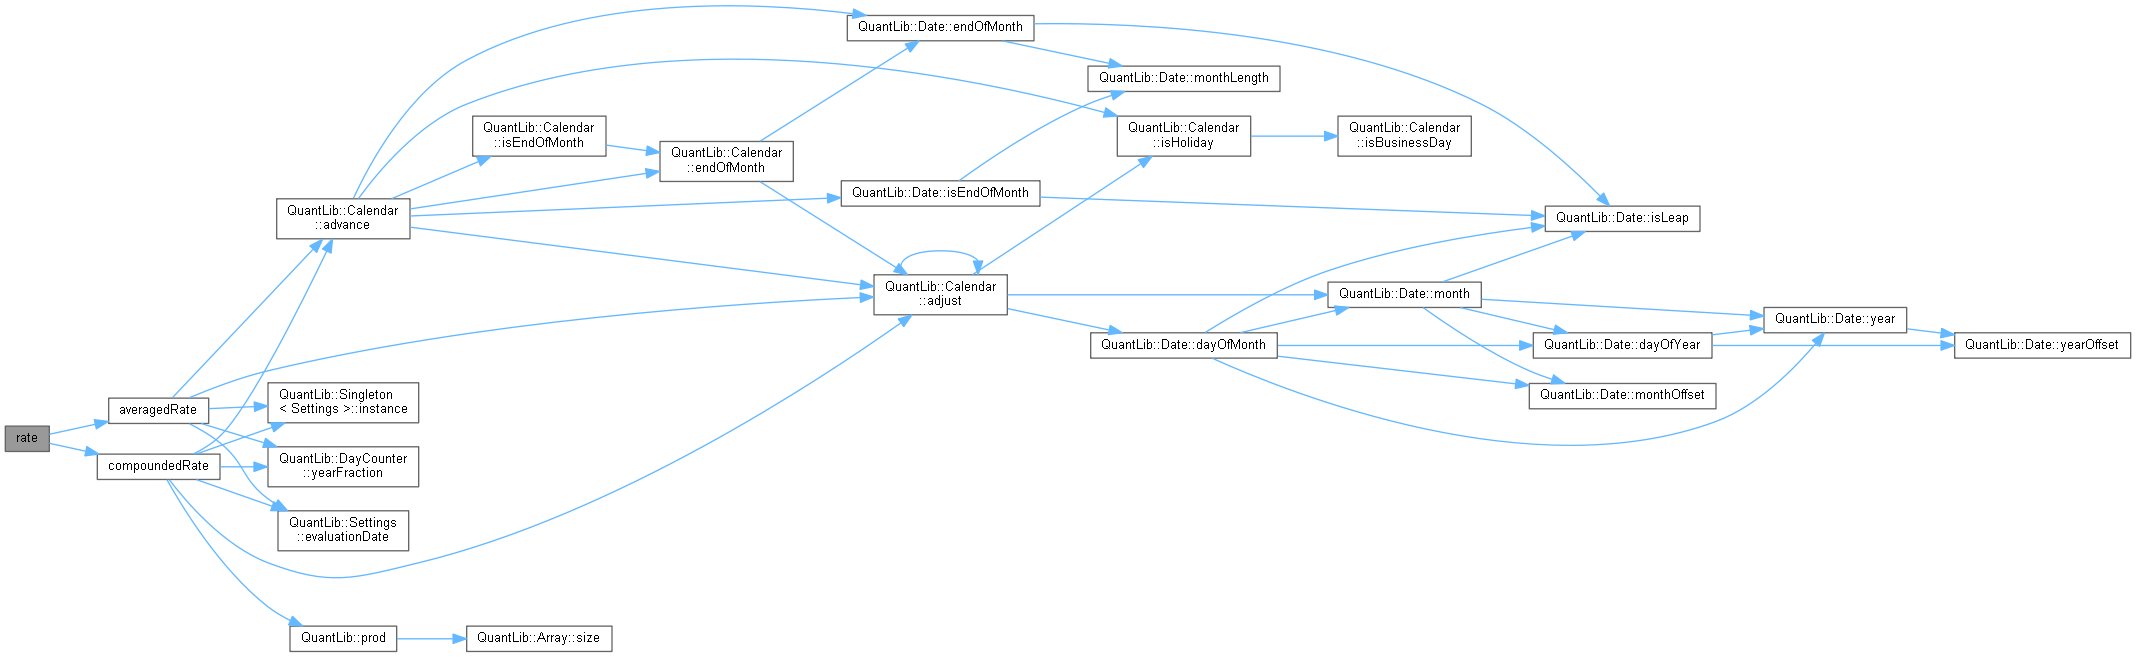 rate
averagedRate
compoundedRate
QuantLib::Calendar
::advance
QuantLib::Singleton
< Settings >::instance
QuantLib::DayCounter
::yearFraction
QuantLib::Settings
::evaluationDate
QuantLib::prod
QuantLib::Array::size
QuantLib::Calendar
::isEndOfMonth
QuantLib::Calendar
::endOfMonth
QuantLib::Date::endOfMonth
QuantLib::Date::isEndOfMonth
QuantLib::Calendar
::adjust
QuantLib::Date::monthLength
QuantLib::Calendar
::isHoliday
QuantLib::Date::dayOfMonth
QuantLib::Calendar
::isBusinessDay
QuantLib::Date::month
QuantLib::Date::isLeap
QuantLib::Date::dayOfYear
QuantLib::Date::monthOffset
QuantLib::Date::year
QuantLib::Date::yearOffset